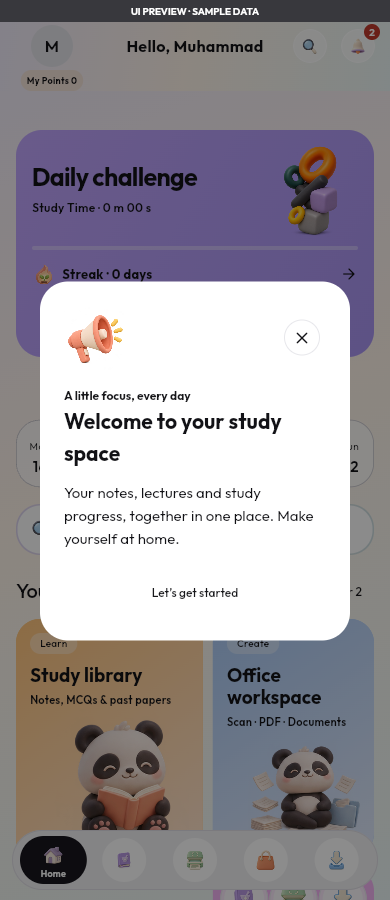 UI PREVIEW · SAMPLE DATA
M
Hello, Muhammad
2
My Points 0
Daily challenge
Study Time · 0 m 00 s
Streak · 0 days
A little focus, every day
Welcome to your study
space
Your notes, lectures and study
progress, together in one place. Make
yourself at home.
Let's get started
2
Learn
Study library
Notes, MCQs & past papers
Create
Office
workspace
Scan · PDF · Documents
Home